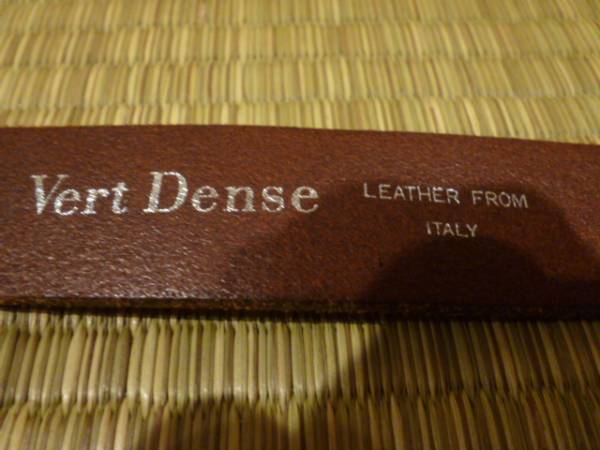 Vert Dense
LEATHER FROM
ITALY